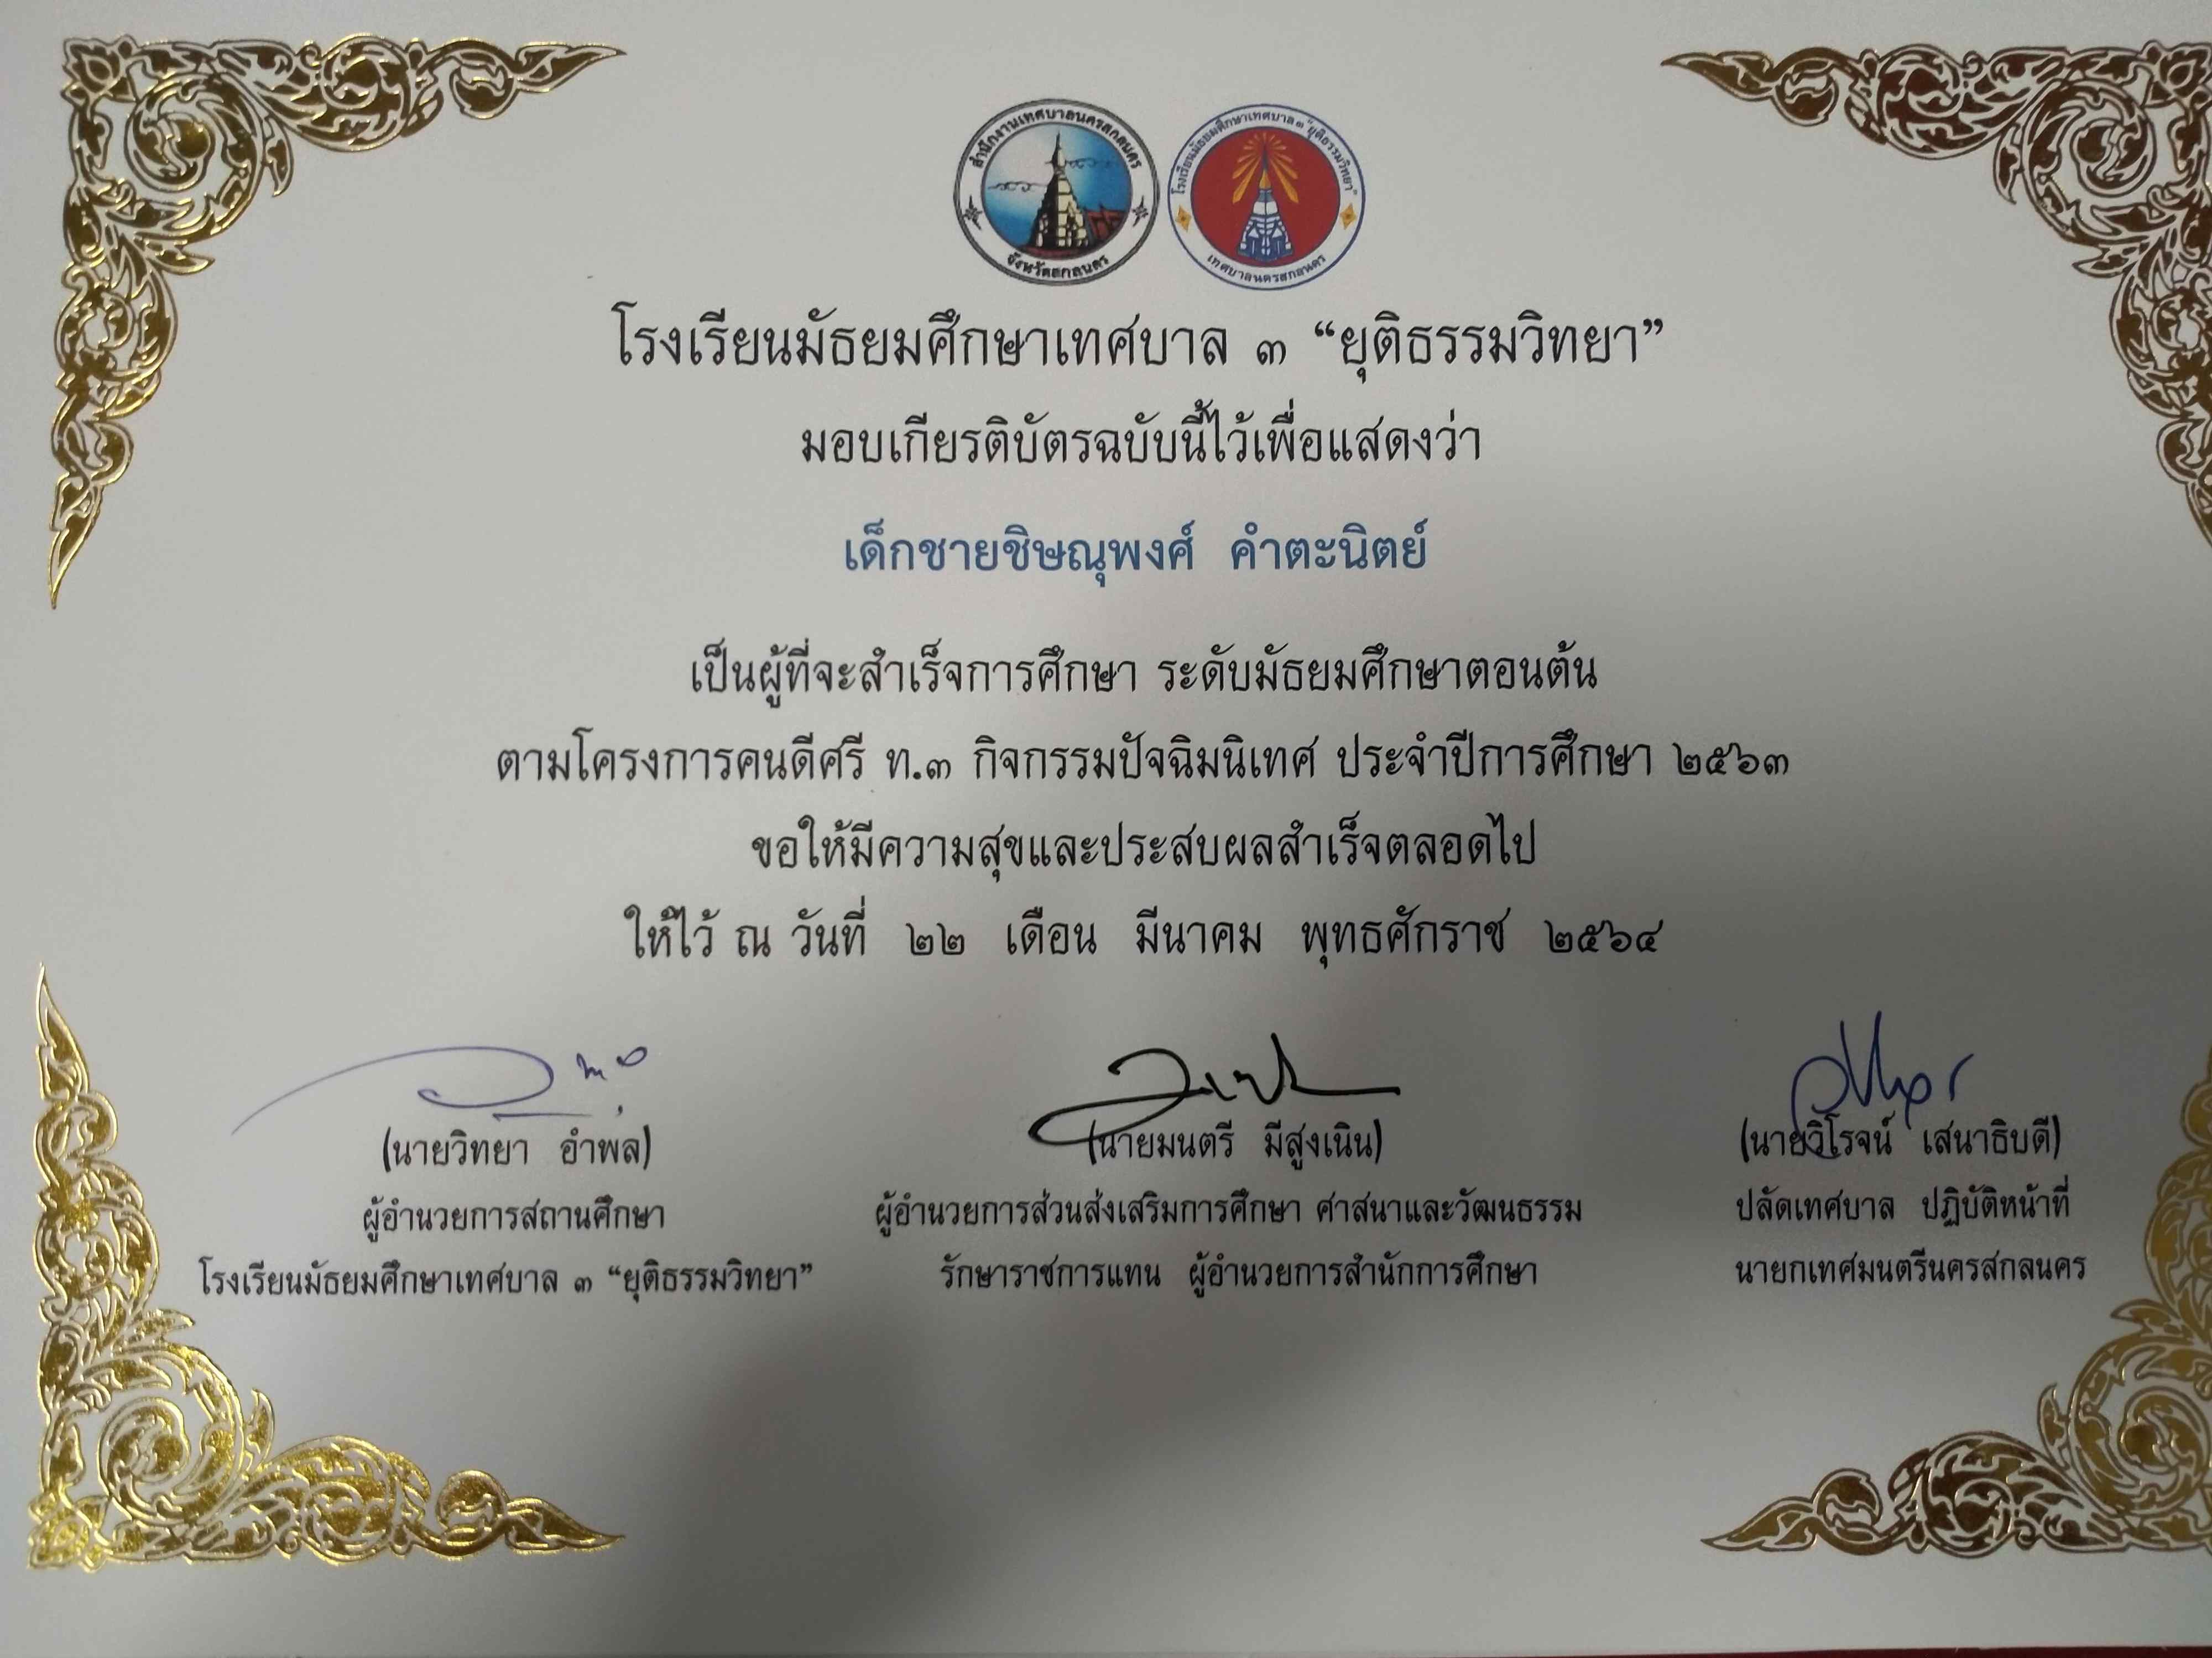 สำนักงานเทศบาลนครสกลนคร
จังหวัดสกลนคร
โรงเรียนมัธยมศึกษาเทศบาล ๓ "ยุติธรรมวิทยา"
เทศบาลนครสกลนคร
โรงเรียนมัธยมศึกษาเทศบาล ๓ “ยุติธรรมวิทยา”
มอบเกียรติบัตรฉบับนี้ไว้เพื่อแสดงว่า
เด็กชายชิษณุพงศ์ คำตะนิตย์
เป็นผู้ที่จะสำเร็จการศึกษา ระดับมัธยมศึกษาตอนต้น
ตามโครงการคนดีศรี ท.๓ กิจกรรมปัจฉิมนิเทศ ประจำปีการศึกษา ๒๕๖๓
ขอให้มีความสุขและประสบผลสำเร็จตลอดไป
ให้ไว้ ณ วันที่ ๒๒ เดือน มีนาคม พุทธศักราช ๒๕๖๔
(นายวิทยา อำพล)
ผู้อำนวยการสถานศึกษา
โรงเรียนมัธยมศึกษาเทศบาล ๓ “ยุติธรรมวิทยา”
(นายมนตรี มีสูงเนิน)
ผู้อำนวยการส่วนส่งเสริมการศึกษา ศาสนาและวัฒนธรรม
รักษาราชการแทน ผู้อำนวยการสำนักการศึกษา
(นายวิโรจน์ เสนาธิบดี)
ปลัดเทศบาล ปฏิบัติหน้าที่
นายกเทศมนตรีนครสกลนคร